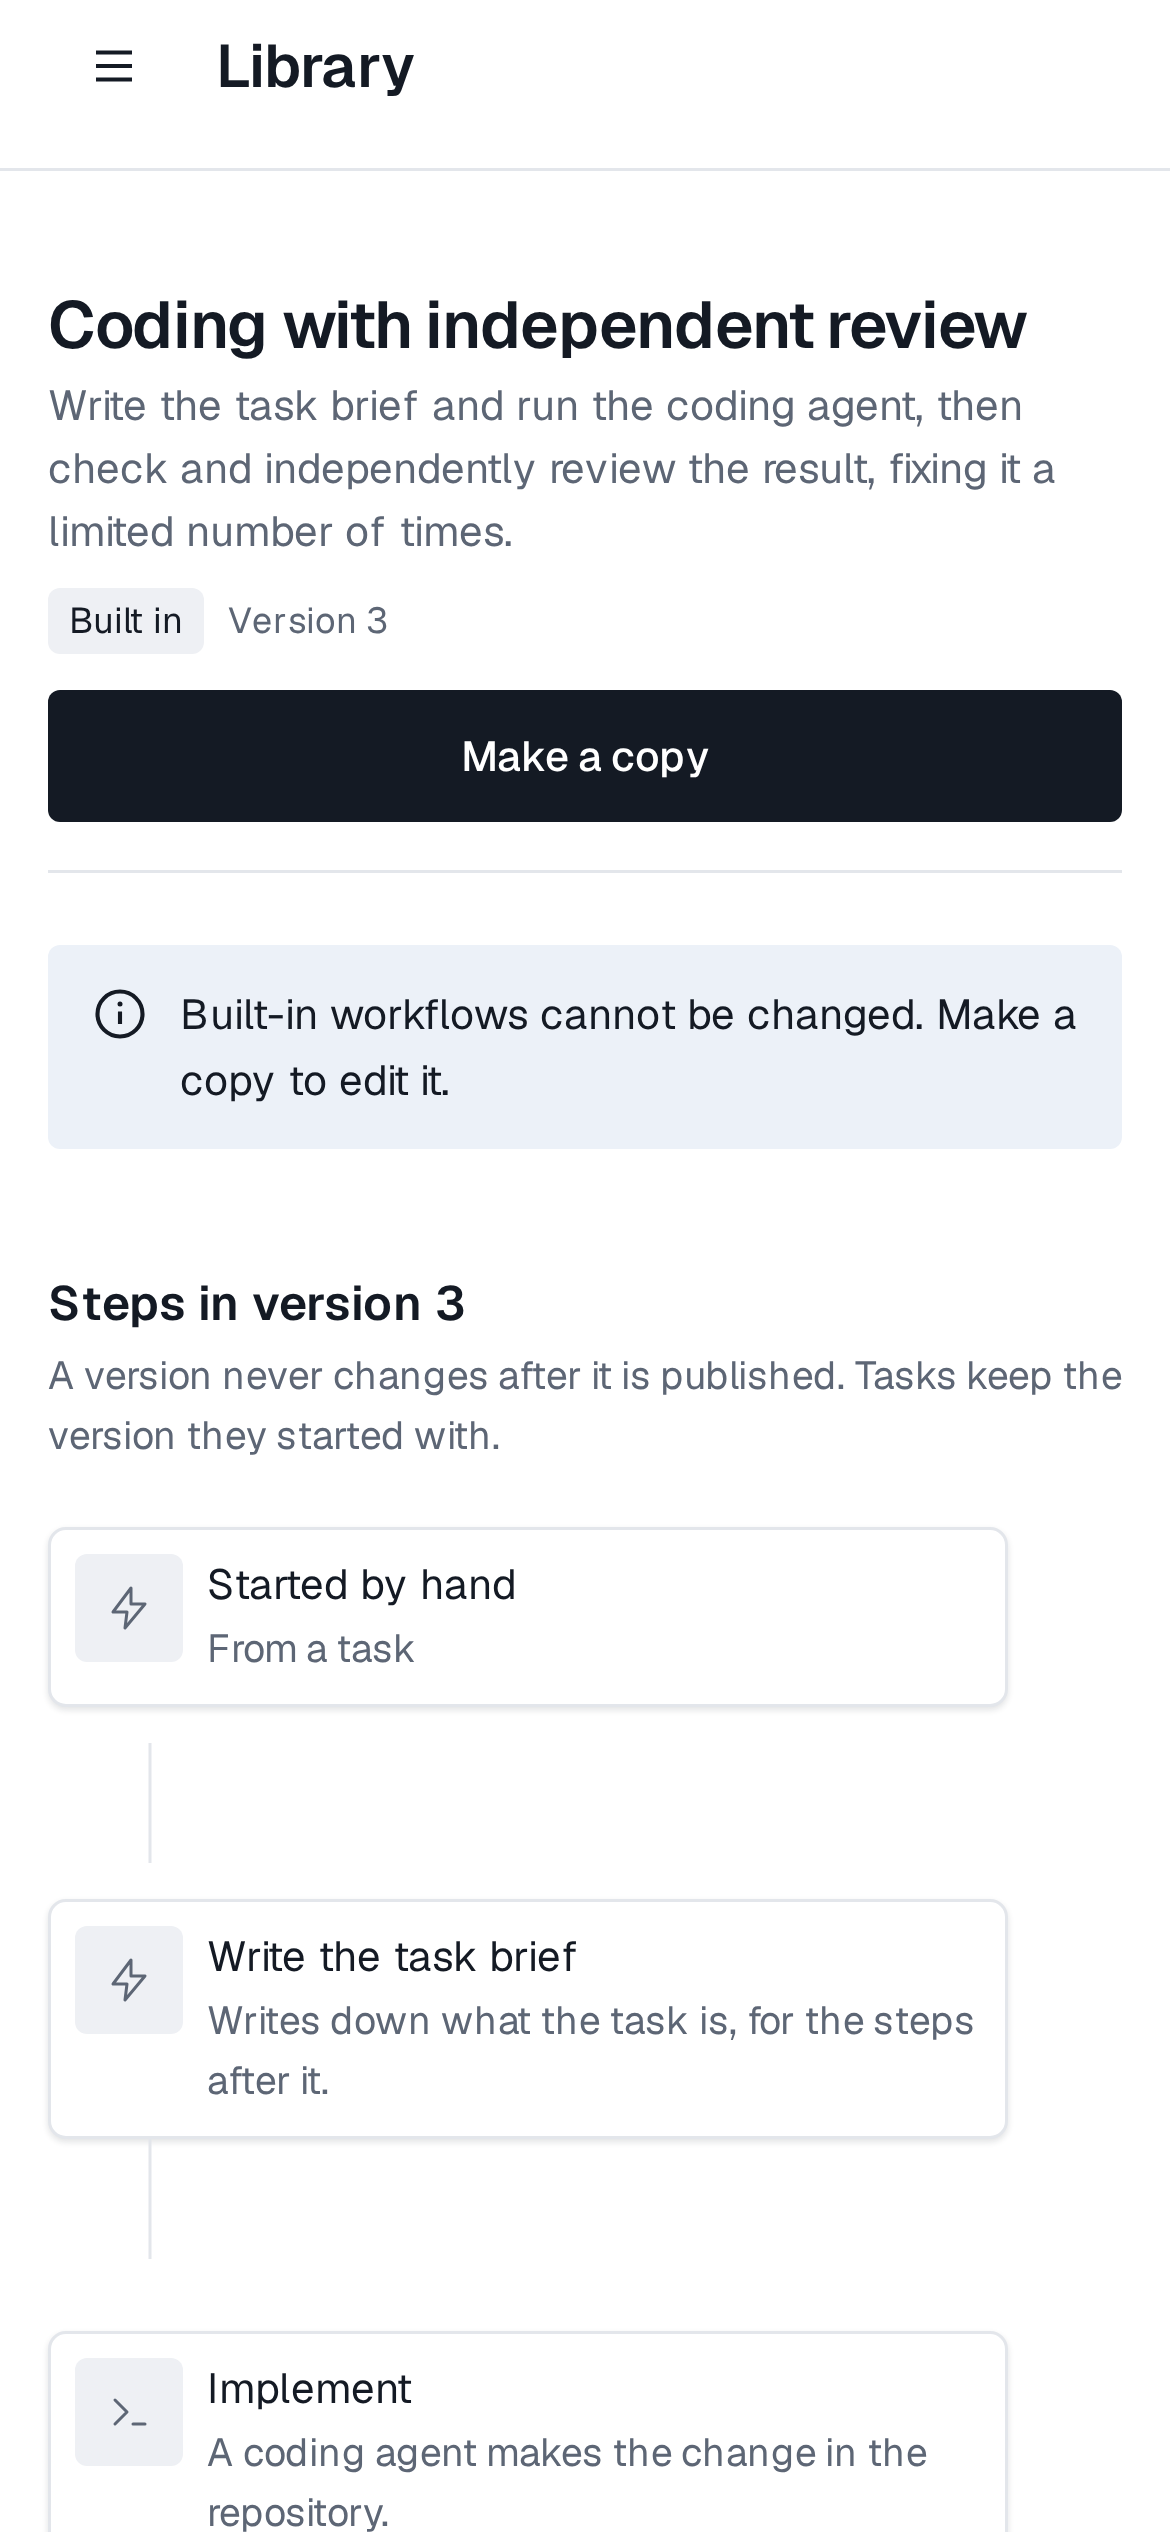 Library
Coding with independent review
Write the task brief and run the coding agent, then
check and independently review the result, fixing it a
limited number of times.
Built in
Version 3
Make a copy
Built-in workflows cannot be changed. Make a
copy to edit it.
Steps in version 3
A version never changes after it is published. Tasks keep the
version they started with.
Started by hand
From a task
Write the task brief
Writes down what the task is, for the steps
after it.
Implement
A coding agent makes the change in the
repository.